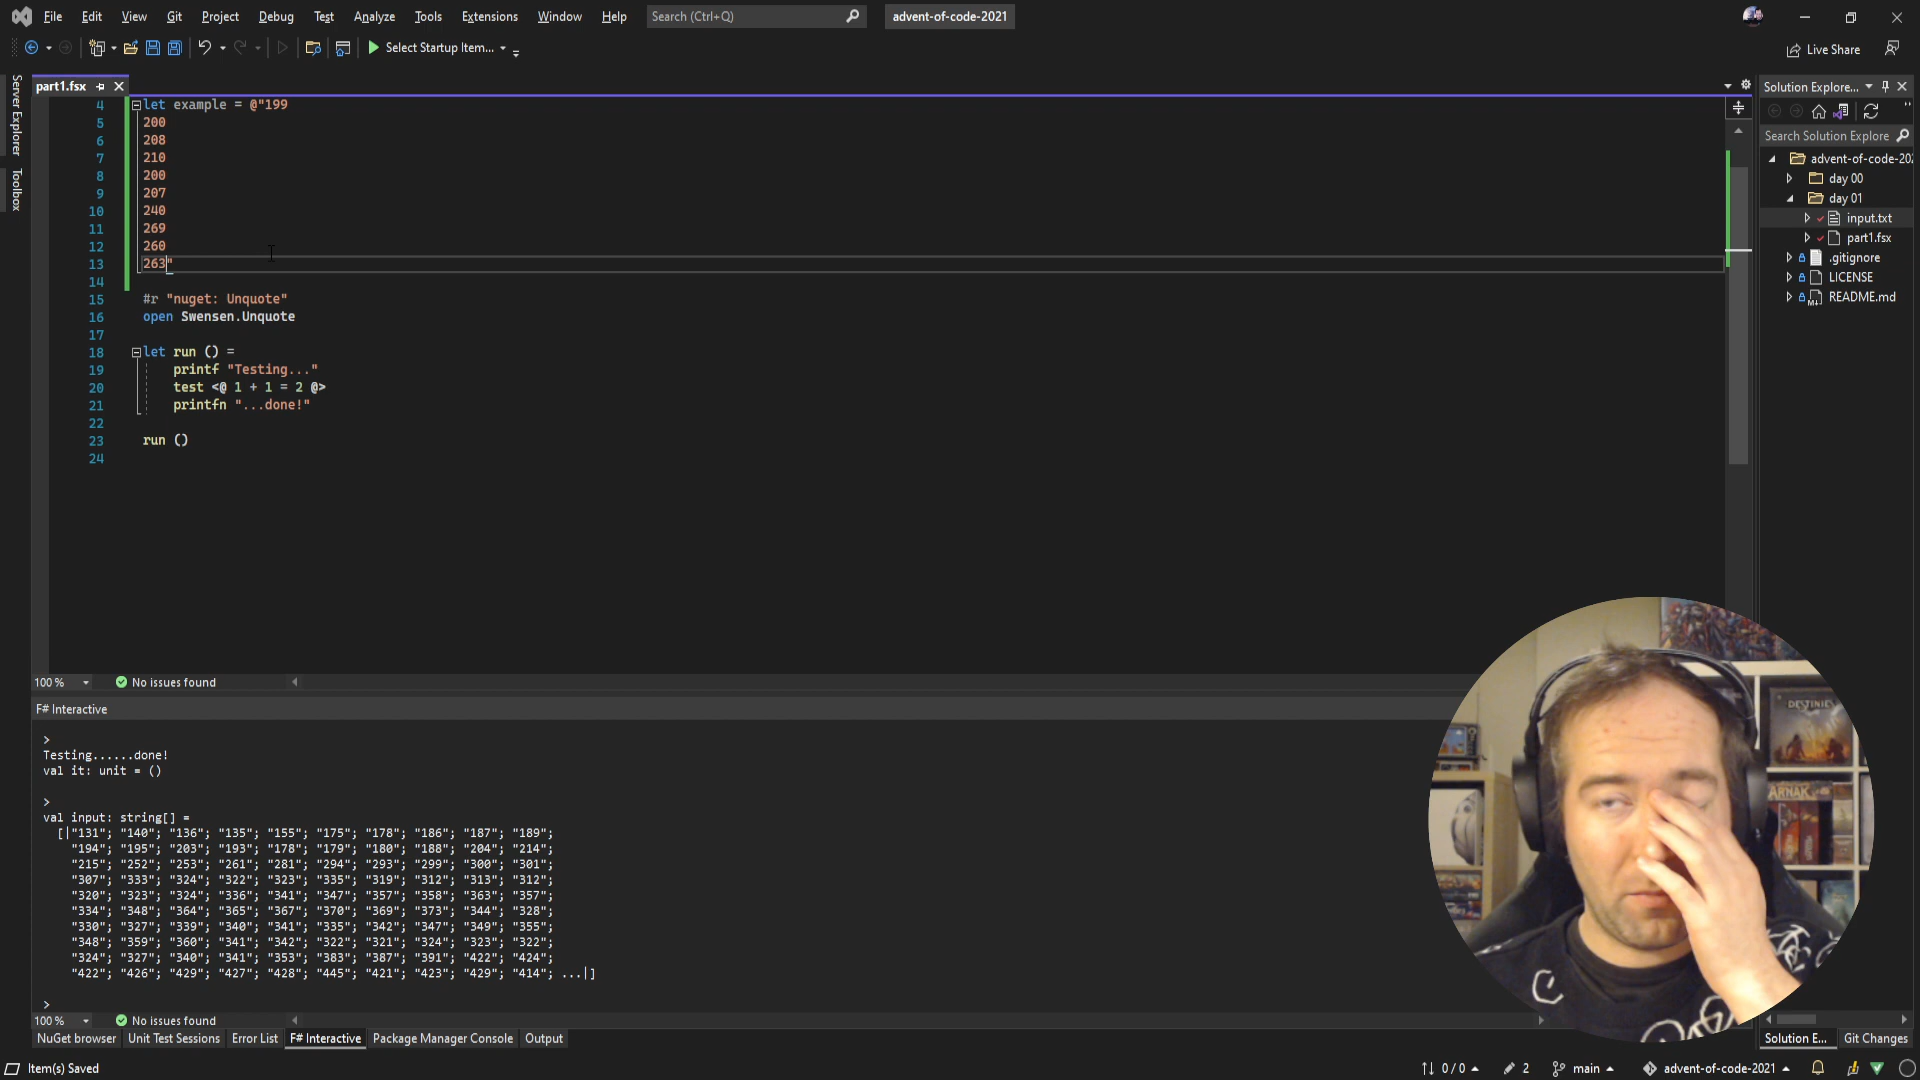 File Edit View Git Project Debug Test Analyze Tools Extensions Window Help Search (Ctrl+Q) advent-of-code-2021
Select Startup Item... Live Share
Server Explorer
Toolbox
part1.fsx
4 let example = @"199
5 200
6 208
7 210
8 200
9 207
10 240
11 269
12 260
13 263"
14
15 #r "nuget: Unquote"
16 open Swensen.Unquote
17
18 let run () =
19 printf "Testing..."
20 test <@ 1 + 1 = 2 @>
21 printfn "...done!"
22
23 run ()
24
100 % No issues found
Solution Explore...
Search Solution Explore
advent-of-code-202
day 00
day 01
input.txt
part1.fsx
.gitignore
LICENSE
README.md
F# Interactive
>
Testing......done!
val it: unit = ()
>
val input: string[] =
[|"131"; "140"; "136"; "135"; "155"; "175"; "178"; "186"; "187"; "189";
"194"; "195"; "203"; "193"; "178"; "179"; "180"; "188"; "204"; "214";
"215"; "252"; "253"; "261"; "281"; "294"; "293"; "299"; "300"; "301";
"307"; "333"; "324"; "322"; "323"; "335"; "319"; "312"; "313"; "312";
"320"; "323"; "324"; "336"; "341"; "347"; "357"; "358"; "363"; "357";
"334"; "348"; "364"; "365"; "367"; "370"; "369"; "373"; "344"; "328";
"330"; "327"; "339"; "340"; "341"; "335"; "342"; "347"; "349"; "355";
"348"; "359"; "360"; "341"; "342"; "322"; "321"; "324"; "323"; "322";
"324"; "327"; "340"; "341"; "353"; "383"; "387"; "391"; "422"; "424";
"422"; "426"; "429"; "427"; "428"; "445"; "421"; "423"; "429"; "414"; ...|]
>
100 % No issues found
NuGet browser Unit Test Sessions Error List F# Interactive Package Manager Console Output
DESTINIE
ARNAK
Solution E... Git Changes
Item(s) Saved 0 / 0 2 main advent-of-code-2021